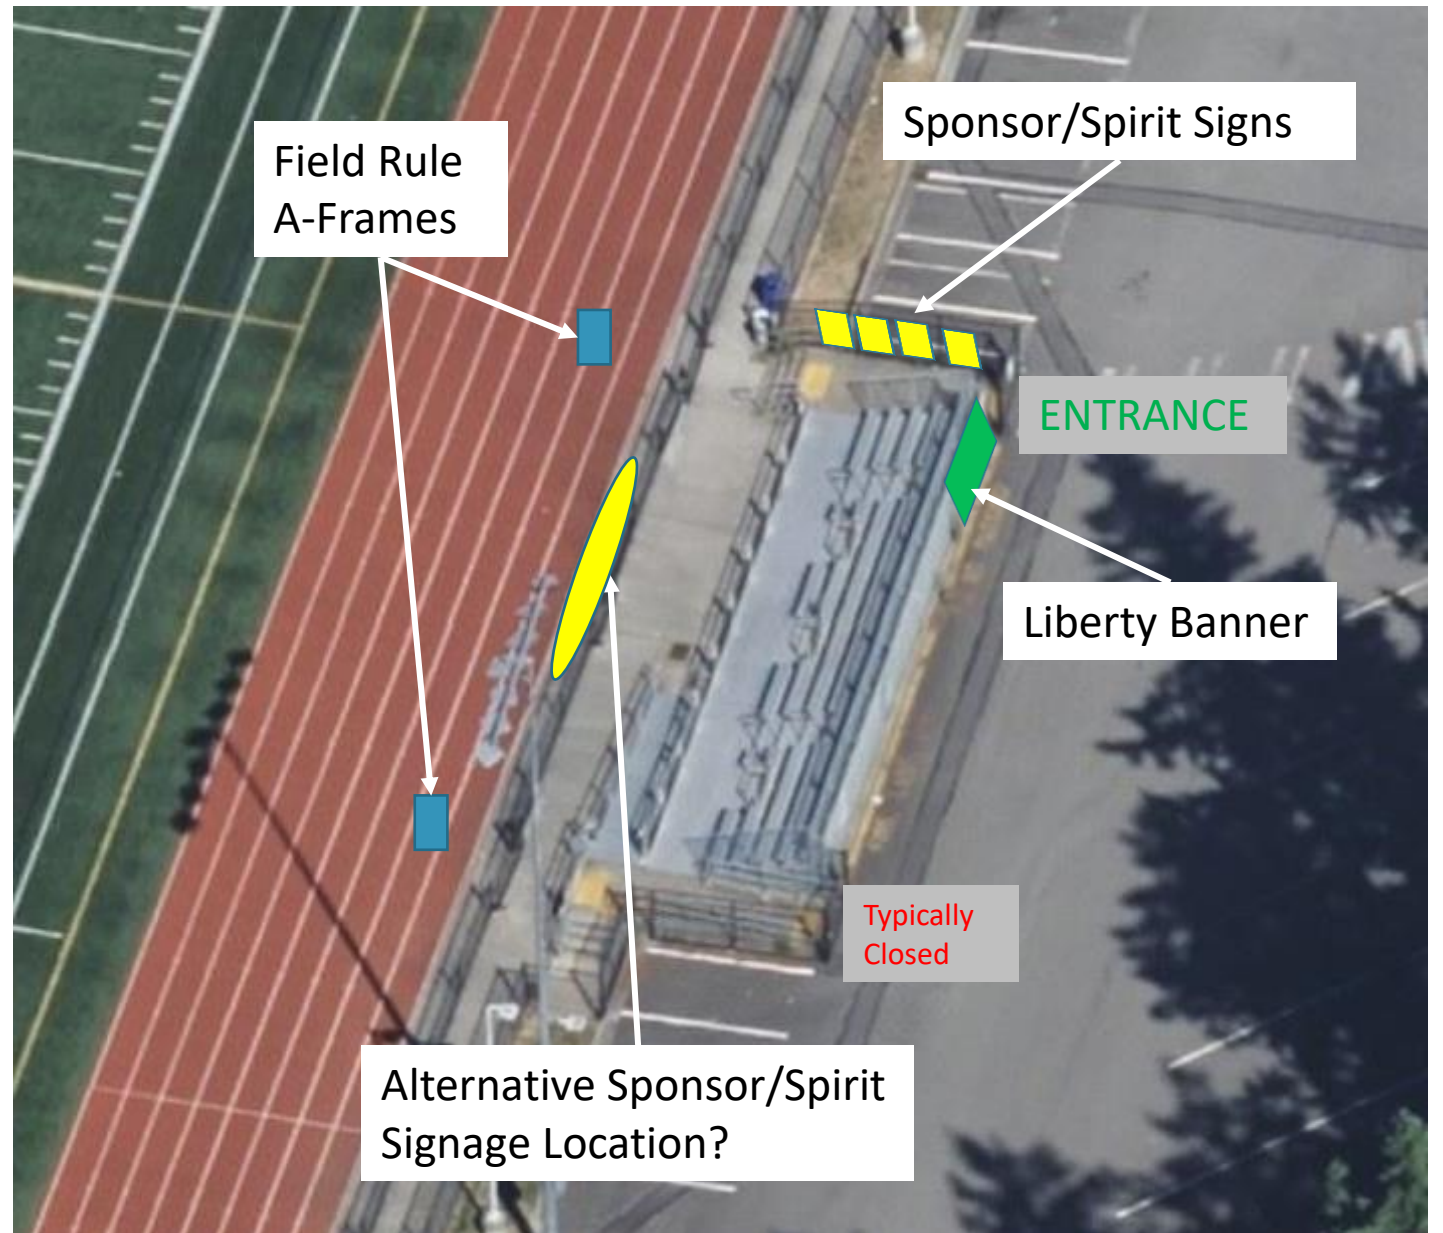 Sponsor/Spirit Signs
Field Rule
A-Frames
ENTRANCE
Liberty Banner
Typically
Closed
Alternative Sponsor/Spirit
Signage Location?